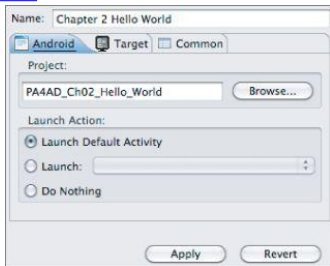 Name: Chapter 2 Hello World
Android Target Common
Project:
PA4AD_Ch02_Hello_World Browse...
Launch Action:
Launch Default Activity
Launch:
Do Nothing
Apply Revert